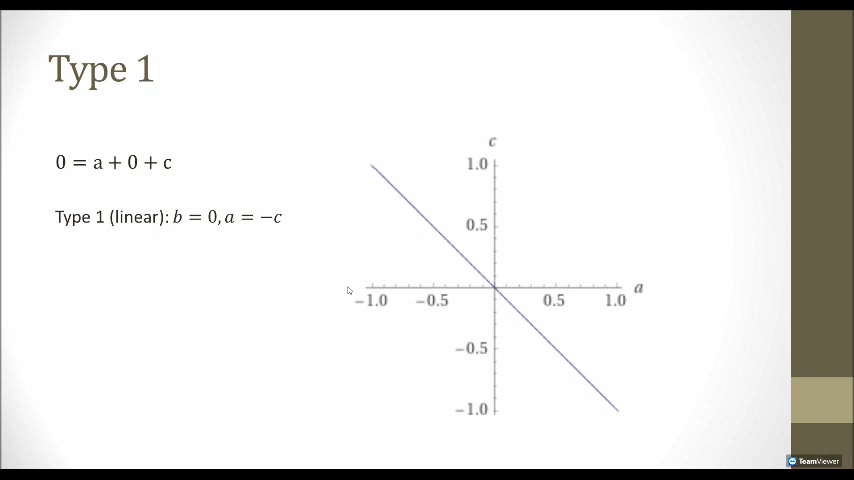 Type 1
0 = a + 0 + c
Type 1 (linear): b = 0, a = −c
c
1.0
0.5
a
−1.0
−0.5
0.5
1.0
−0.5
−1.0
TeamViewer